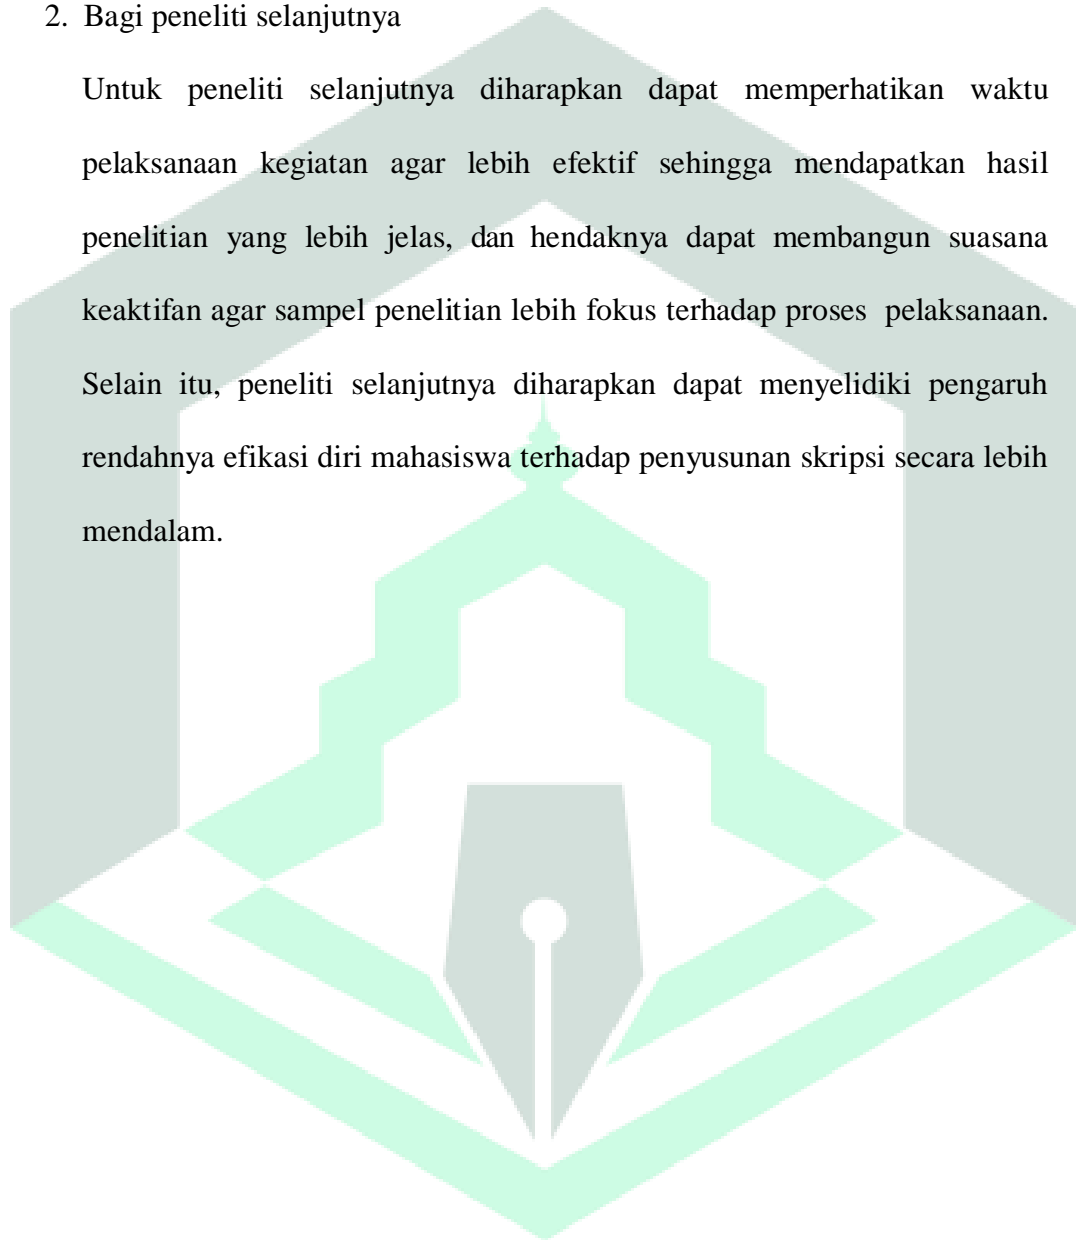 2. Bagi peneliti selanjutnya
Untuk peneliti selanjutnya diharapkan dapat memperhatikan waktu
pelaksanaan kegiatan agar lebih efektif sehingga mendapatkan hasil
penelitian yang lebih jelas, dan hendaknya dapat membangun suasana
keaktifan agar sampel penelitian lebih fokus terhadap proses pelaksanaan.
Selain itu, peneliti selanjutnya diharapkan dapat menyelidiki pengaruh
rendahnya efikasi diri mahasiswa terhadap penyusunan skripsi secara lebih
mendalam.